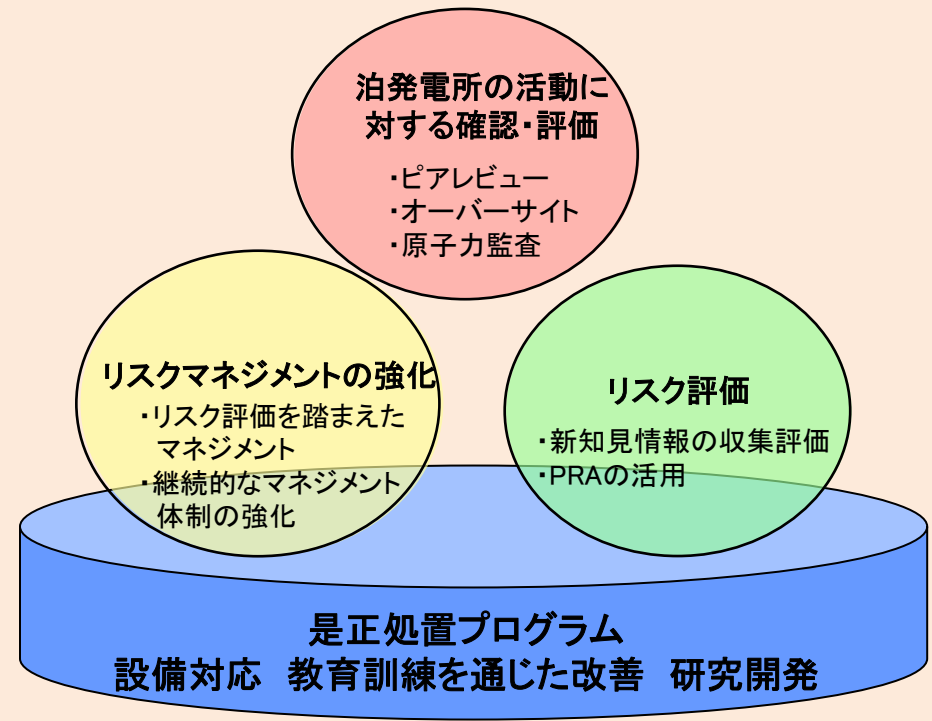 泊発電所の活動に
対する確認・評価
・ピアレビュー
・オーバーサイト
・原子力監査
リスクマネジメントの強化
・リスク評価を踏まえた
マネジメント
・継続的なマネジメント
体制の強化
リスク評価
・新知見情報の収集評価
・PRAの活用
是正処置プログラム
設備対応　教育訓練を通じた改善　研究開発